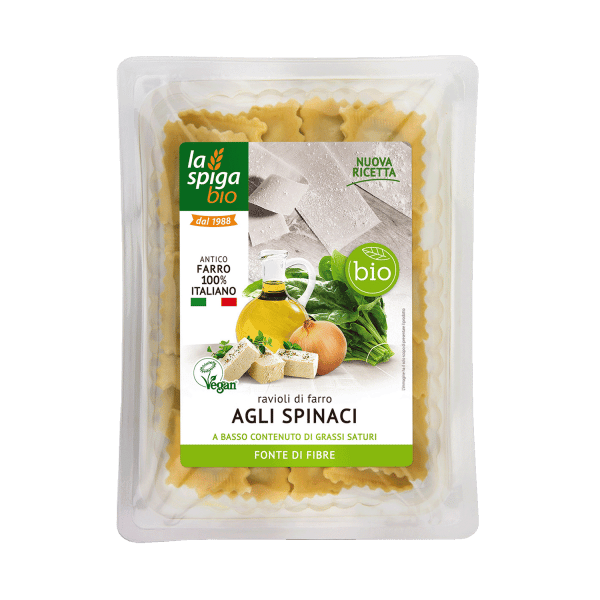 la
spiga
bio
dal 1988
NUOVA
RICETTA
ANTICO
FARRO
100%
ITALIANO
bio
Vegan
ravioli di farro
AGLI SPINACI
A BASSO CONTENUTO DI GRASSI SATURI
FONTE DI FIBRE